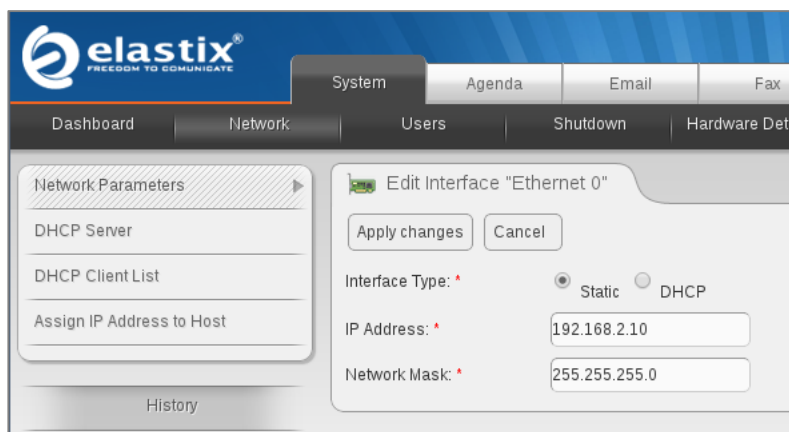 elastix®
FREEDOM TO COMUNICATE
System Agenda Email Fax
Dashboard Network Users Shutdown Hardware Det
Network Parameters
DHCP Server
DHCP Client List
Assign IP Address to Host
History
Edit Interface "Ethernet 0"
Apply changes Cancel
Interface Type: * Static DHCP
IP Address: * 192.168.2.10
Network Mask: * 255.255.255.0